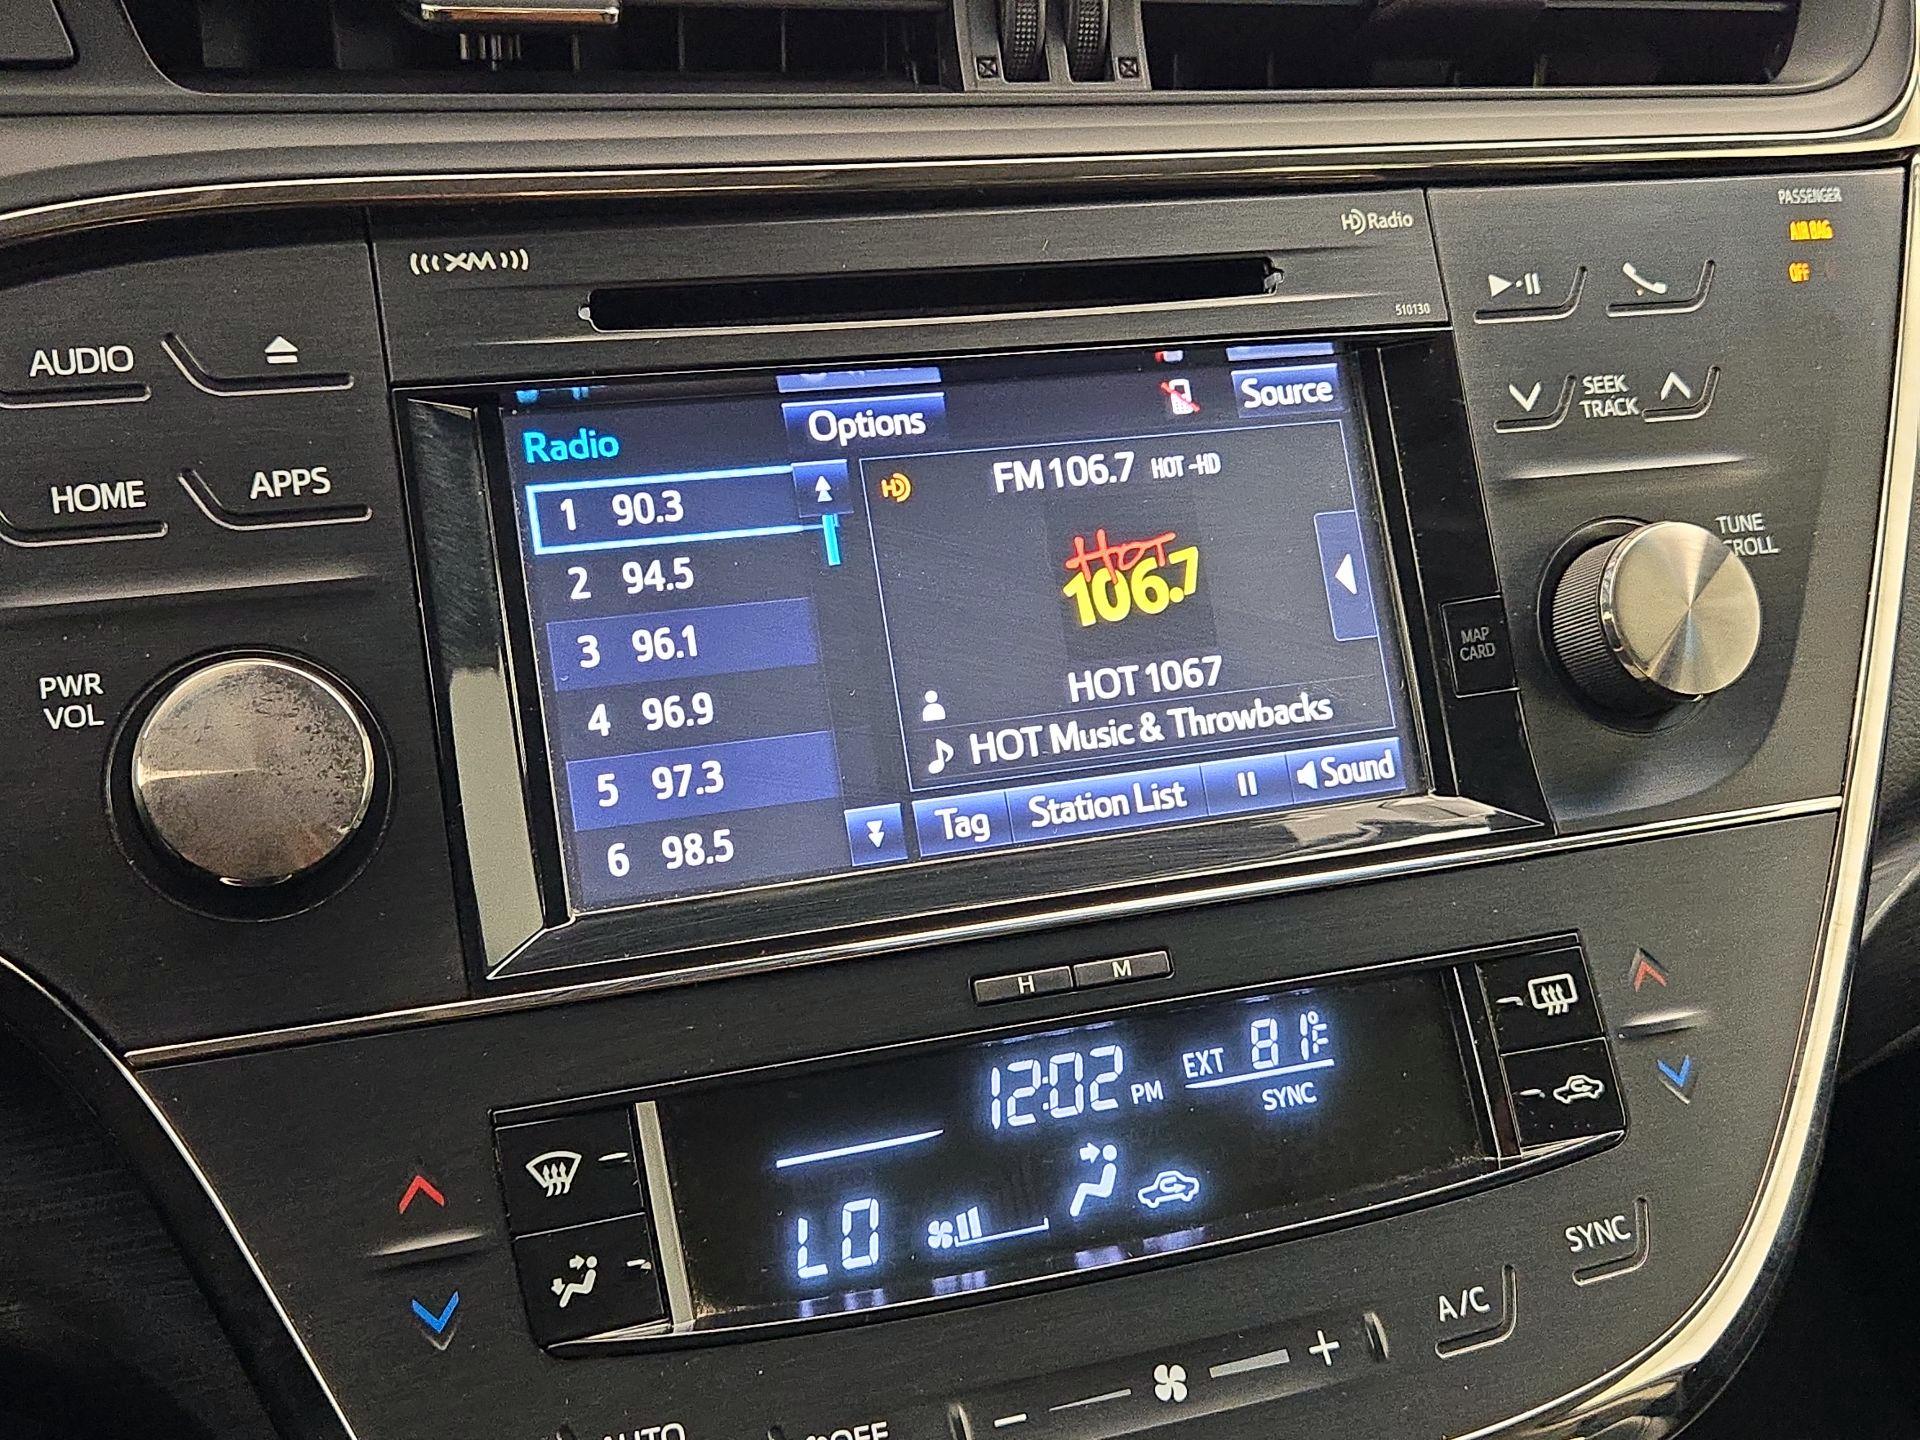 PASSENGER
AIR BAG
OFF
HD Radio
XM
510130
AUDIO
SEEK
TRACK
HOME
APPS
Radio
Options
Source
1 90.3
2 94.5
3 96.1
4 96.9
5 97.3
6 98.5
HD
FM 106.7 HOT-HD
HOT
106.7
HOT 1067
HOT Music & Throwbacks
Tag
Station List
Sound
TUNE
MAP
CARD
PWR
VOL
H
M
12:02 PM
EXT 81°F
SYNC
LO
SYNC
A/C
- +
AUTO
OFF